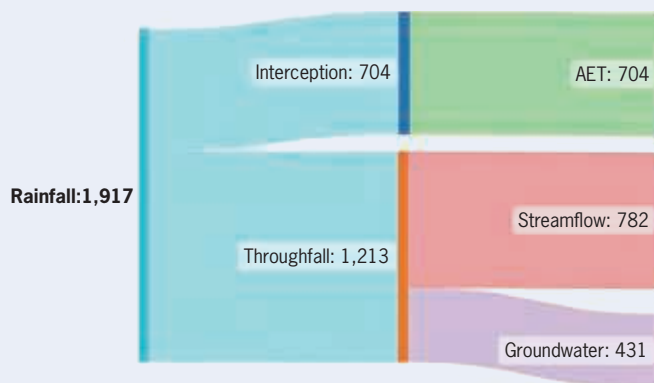 Interception: 704
AET: 704
Rainfall:1,917
Streamflow: 782
Throughfall: 1,213
Groundwater: 431